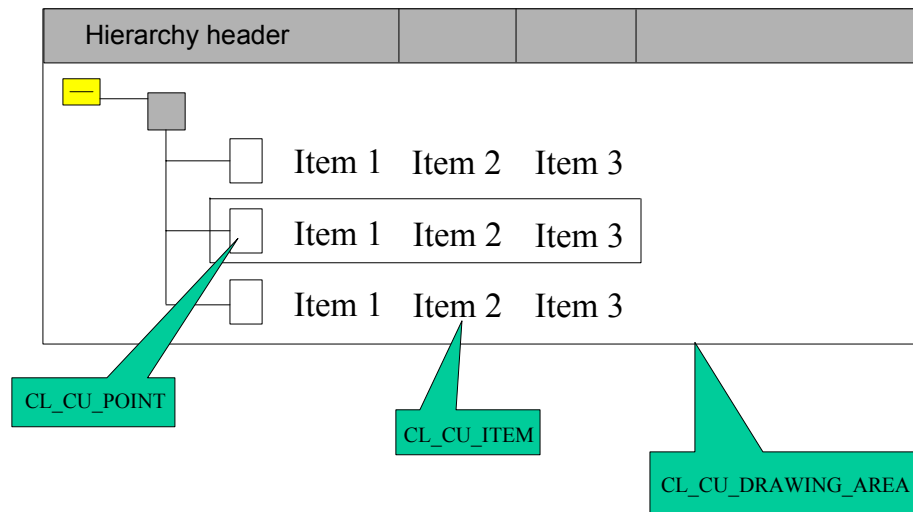 Hierarchy header
Item 1 Item 2 Item 3
Item 1 Item 2 Item 3
Item 1 Item 2 Item 3
CL_CU_POINT
CL_CU_ITEM
CL_CU_DRAWING_AREA